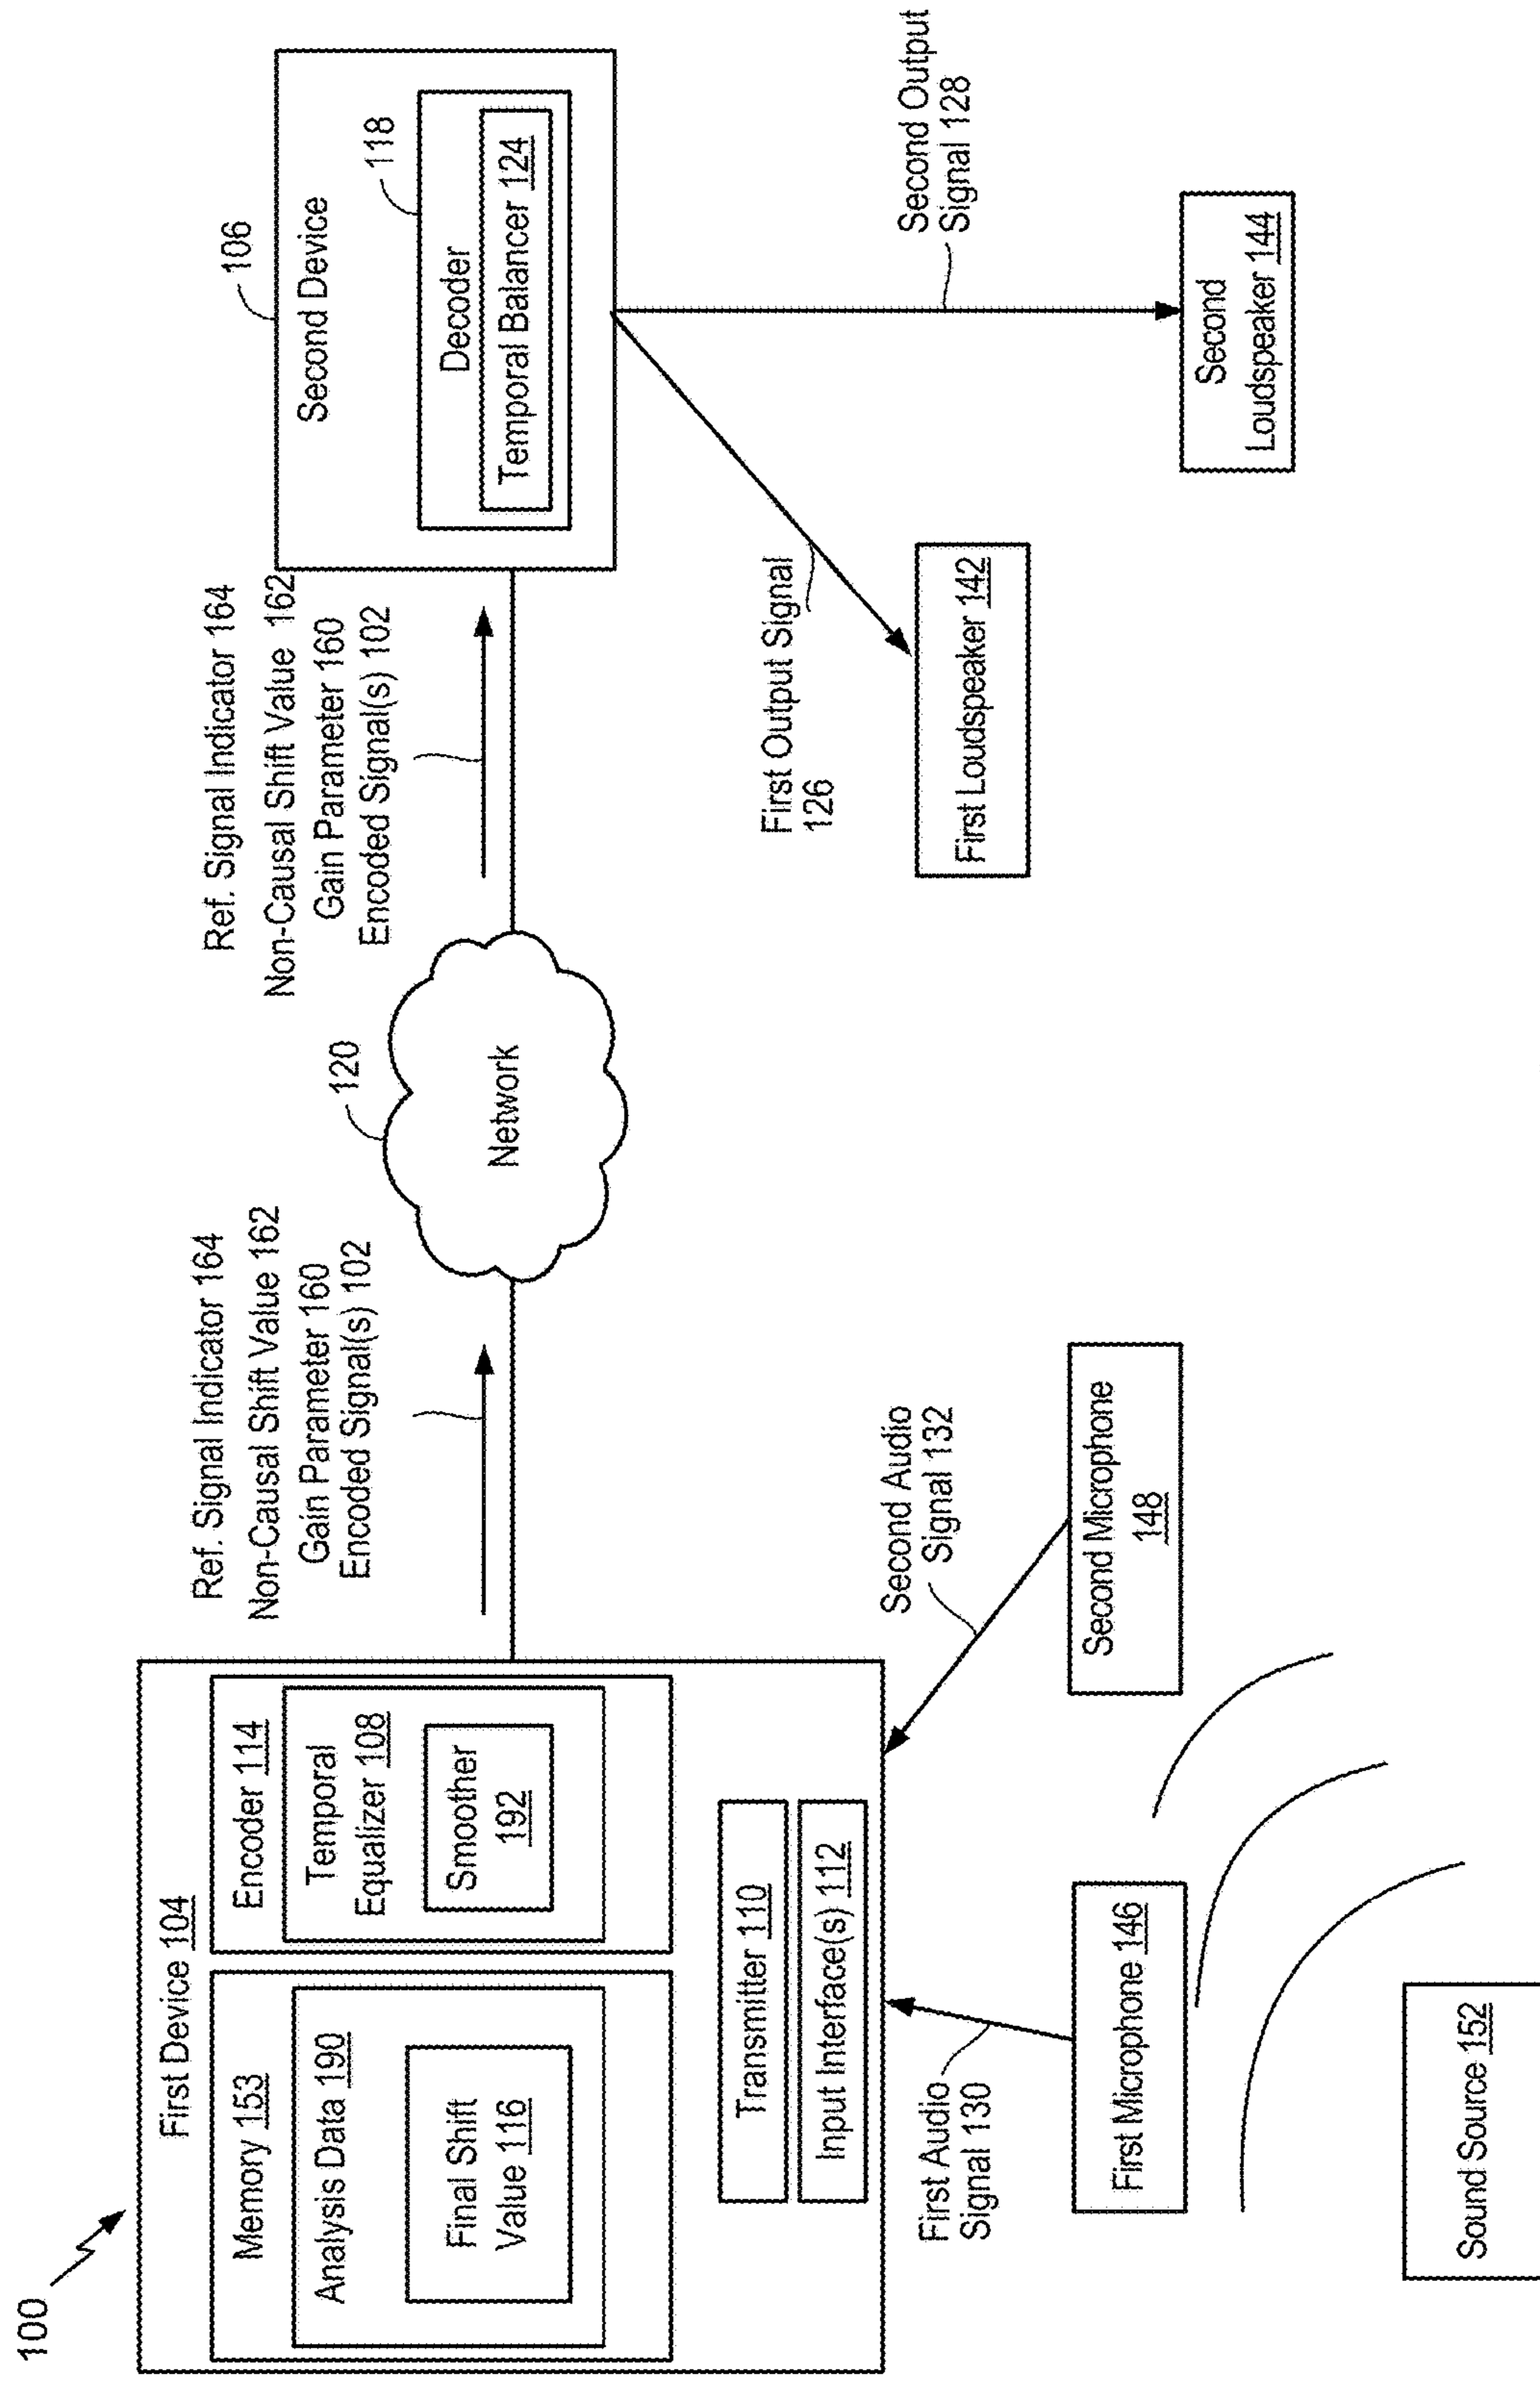 100
First Device 104
Memory 153
Analysis Data 190
Final Shift
Value 116
Encoder 114
Temporal
Equalizer 108
Smoother
192
Transmitter 110
Input Interface(s) 112
First Audio
Signal 130
Second Audio
Signal 132
First Microphone 146
Second Microphone
148
Sound Source 152
Ref. Signal Indicator 164
Non-Causal Shift Value 162
Gain Parameter 160
Encoded Signal(s) 102
120
Network
Ref. Signal Indicator 164
Non-Causal Shift Value 162
Gain Parameter 160
Encoded Signal(s) 102
106
Second Device
118
Decoder
Temporal Balancer 124
First Output Signal
126
Second Output
Signal 128
First Loudspeaker 142
Second
Loudspeaker 144